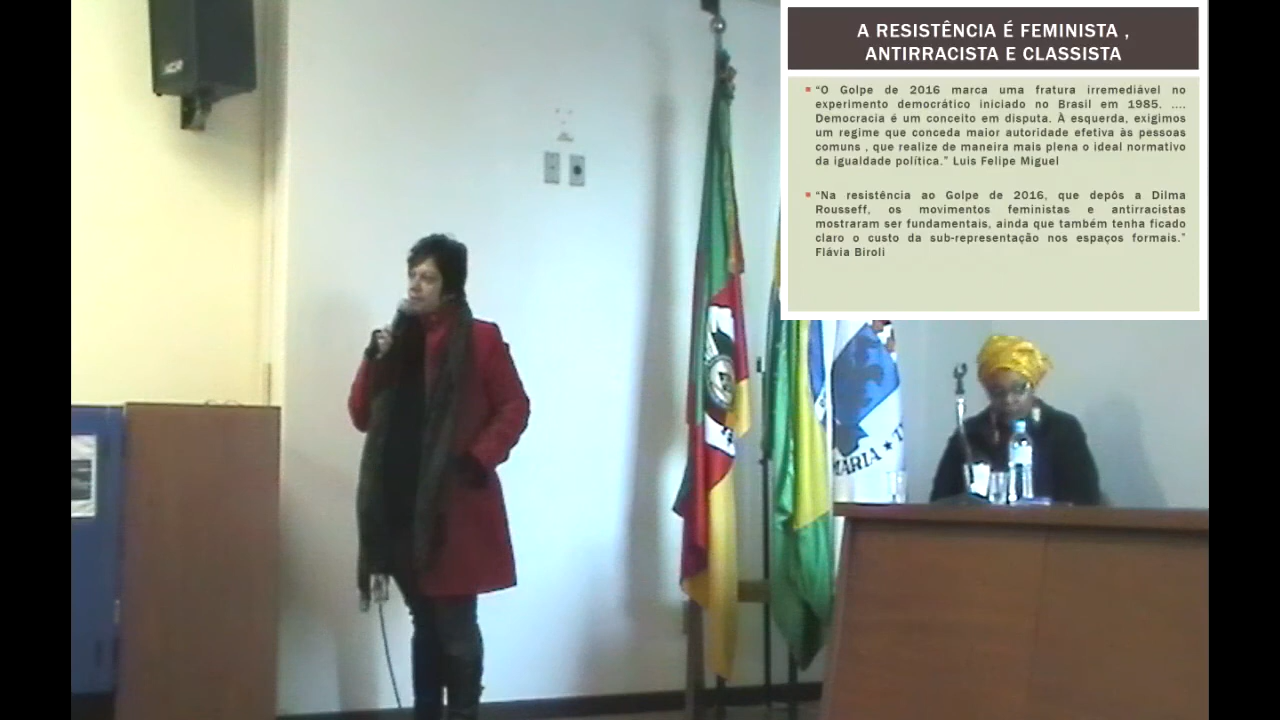 A RESISTÊNCIA É FEMINISTA ,
ANTIRRACISTA E CLASSISTA
“O Golpe de 2016 marca uma fratura irremediável no
experimento democrático iniciado no Brasil em 1985. ....
Democracia é um conceito em disputa. À esquerda, exigimos
um regime que conceda maior autoridade efetiva às pessoas
comuns , que realize de maneira mais plena o ideal normativo
da igualdade política.” Luis Felipe Miguel
“Na resistência ao Golpe de 2016, que depôs a Dilma
Rousseff, os movimentos feministas e antirracistas
mostraram ser fundamentais, ainda que também tenha ficado
claro o custo da sub-representação nos espaços formais.”
Flávia Biroli
MARIA